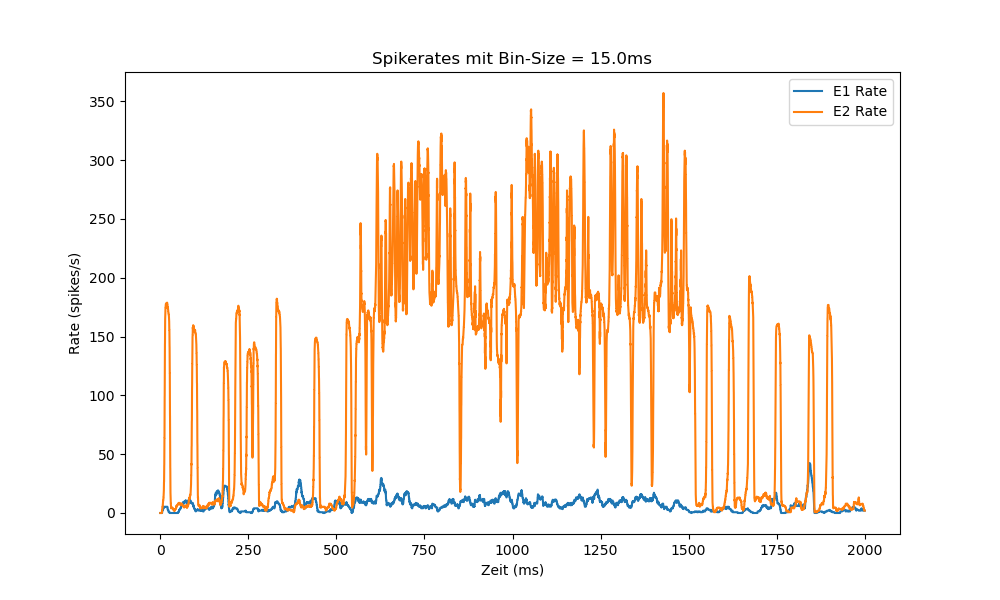 Spikerates mit Bin-Size = 15.0ms
E1 Rate
E2 Rate
350
300
250
200
150
100
50
0
Rate (spikes/s)
0 250 500 750 1000 1250 1500 1750 2000
Zeit (ms)